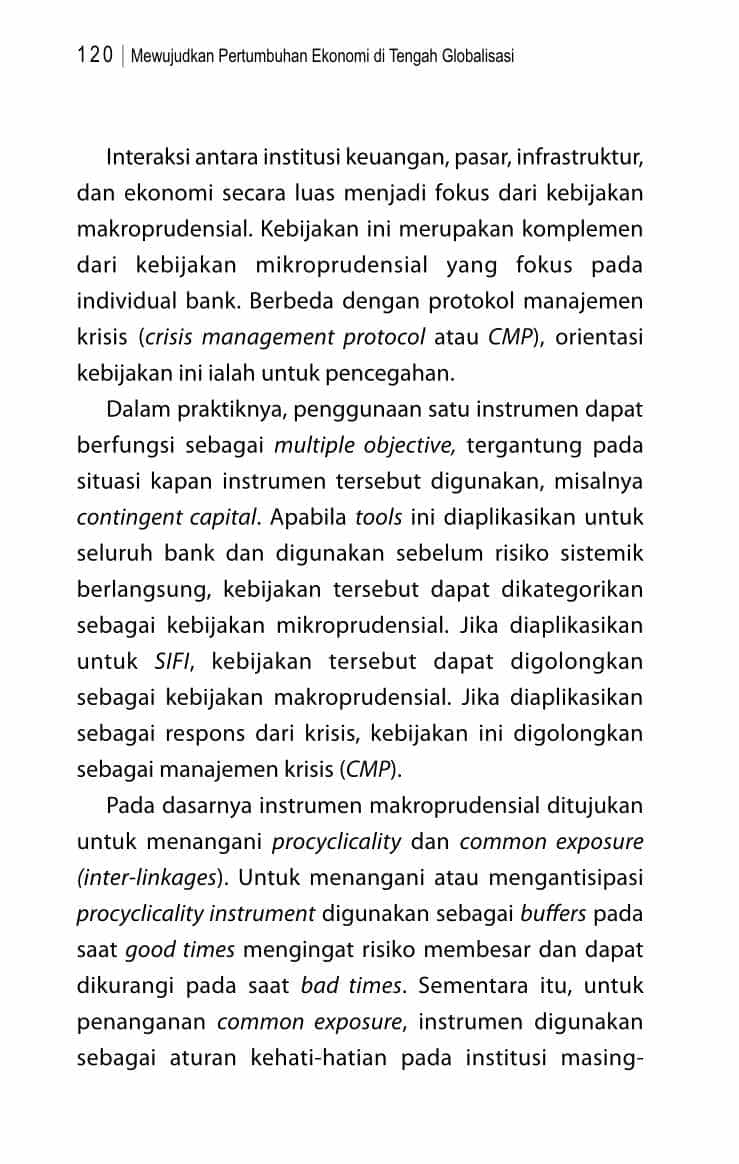 120 | Mewujudkan Pertumbuhan Ekonomi di Tengah Globalisasi
Interaksi antara institusi keuangan, pasar, infrastruktur,
dan ekonomi secara luas menjadi fokus dari kebijakan
makroprudensial. Kebijakan ini merupakan komplemen
dari kebijakan mikroprudensial yang fokus pada
individual bank. Berbeda dengan protokol manajemen
krisis (crisis management protocol atau CMP), orientasi
kebijakan ini ialah untuk pencegahan.
Dalam praktiknya, penggunaan satu instrumen dapat
berfungsi sebagai multiple objective, tergantung pada
situasi kapan instrumen tersebut digunakan, misalnya
contingent capital. Apabila tools ini diaplikasikan untuk
seluruh bank dan digunakan sebelum risiko sistemik
berlangsung, kebijakan tersebut dapat dikategorikan
sebagai kebijakan mikroprudensial. Jika diaplikasikan
untuk SIFI, kebijakan tersebut dapat digolongkan
sebagai kebijakan makroprudensial. Jika diaplikasikan
sebagai respons dari krisis, kebijakan ini digolongkan
sebagai manajemen krisis (CMP).
Pada dasarnya instrumen makroprudensial ditujukan
untuk menangani procyclicality dan common exposure
(inter-linkages). Untuk menangani atau mengantisipasi
procyclicality instrument digunakan sebagai buffers pada
saat good times mengingat risiko membesar dan dapat
dikurangi pada saat bad times. Sementara itu, untuk
penanganan common exposure, instrumen digunakan
sebagai aturan kehati-hatian pada institusi masing-